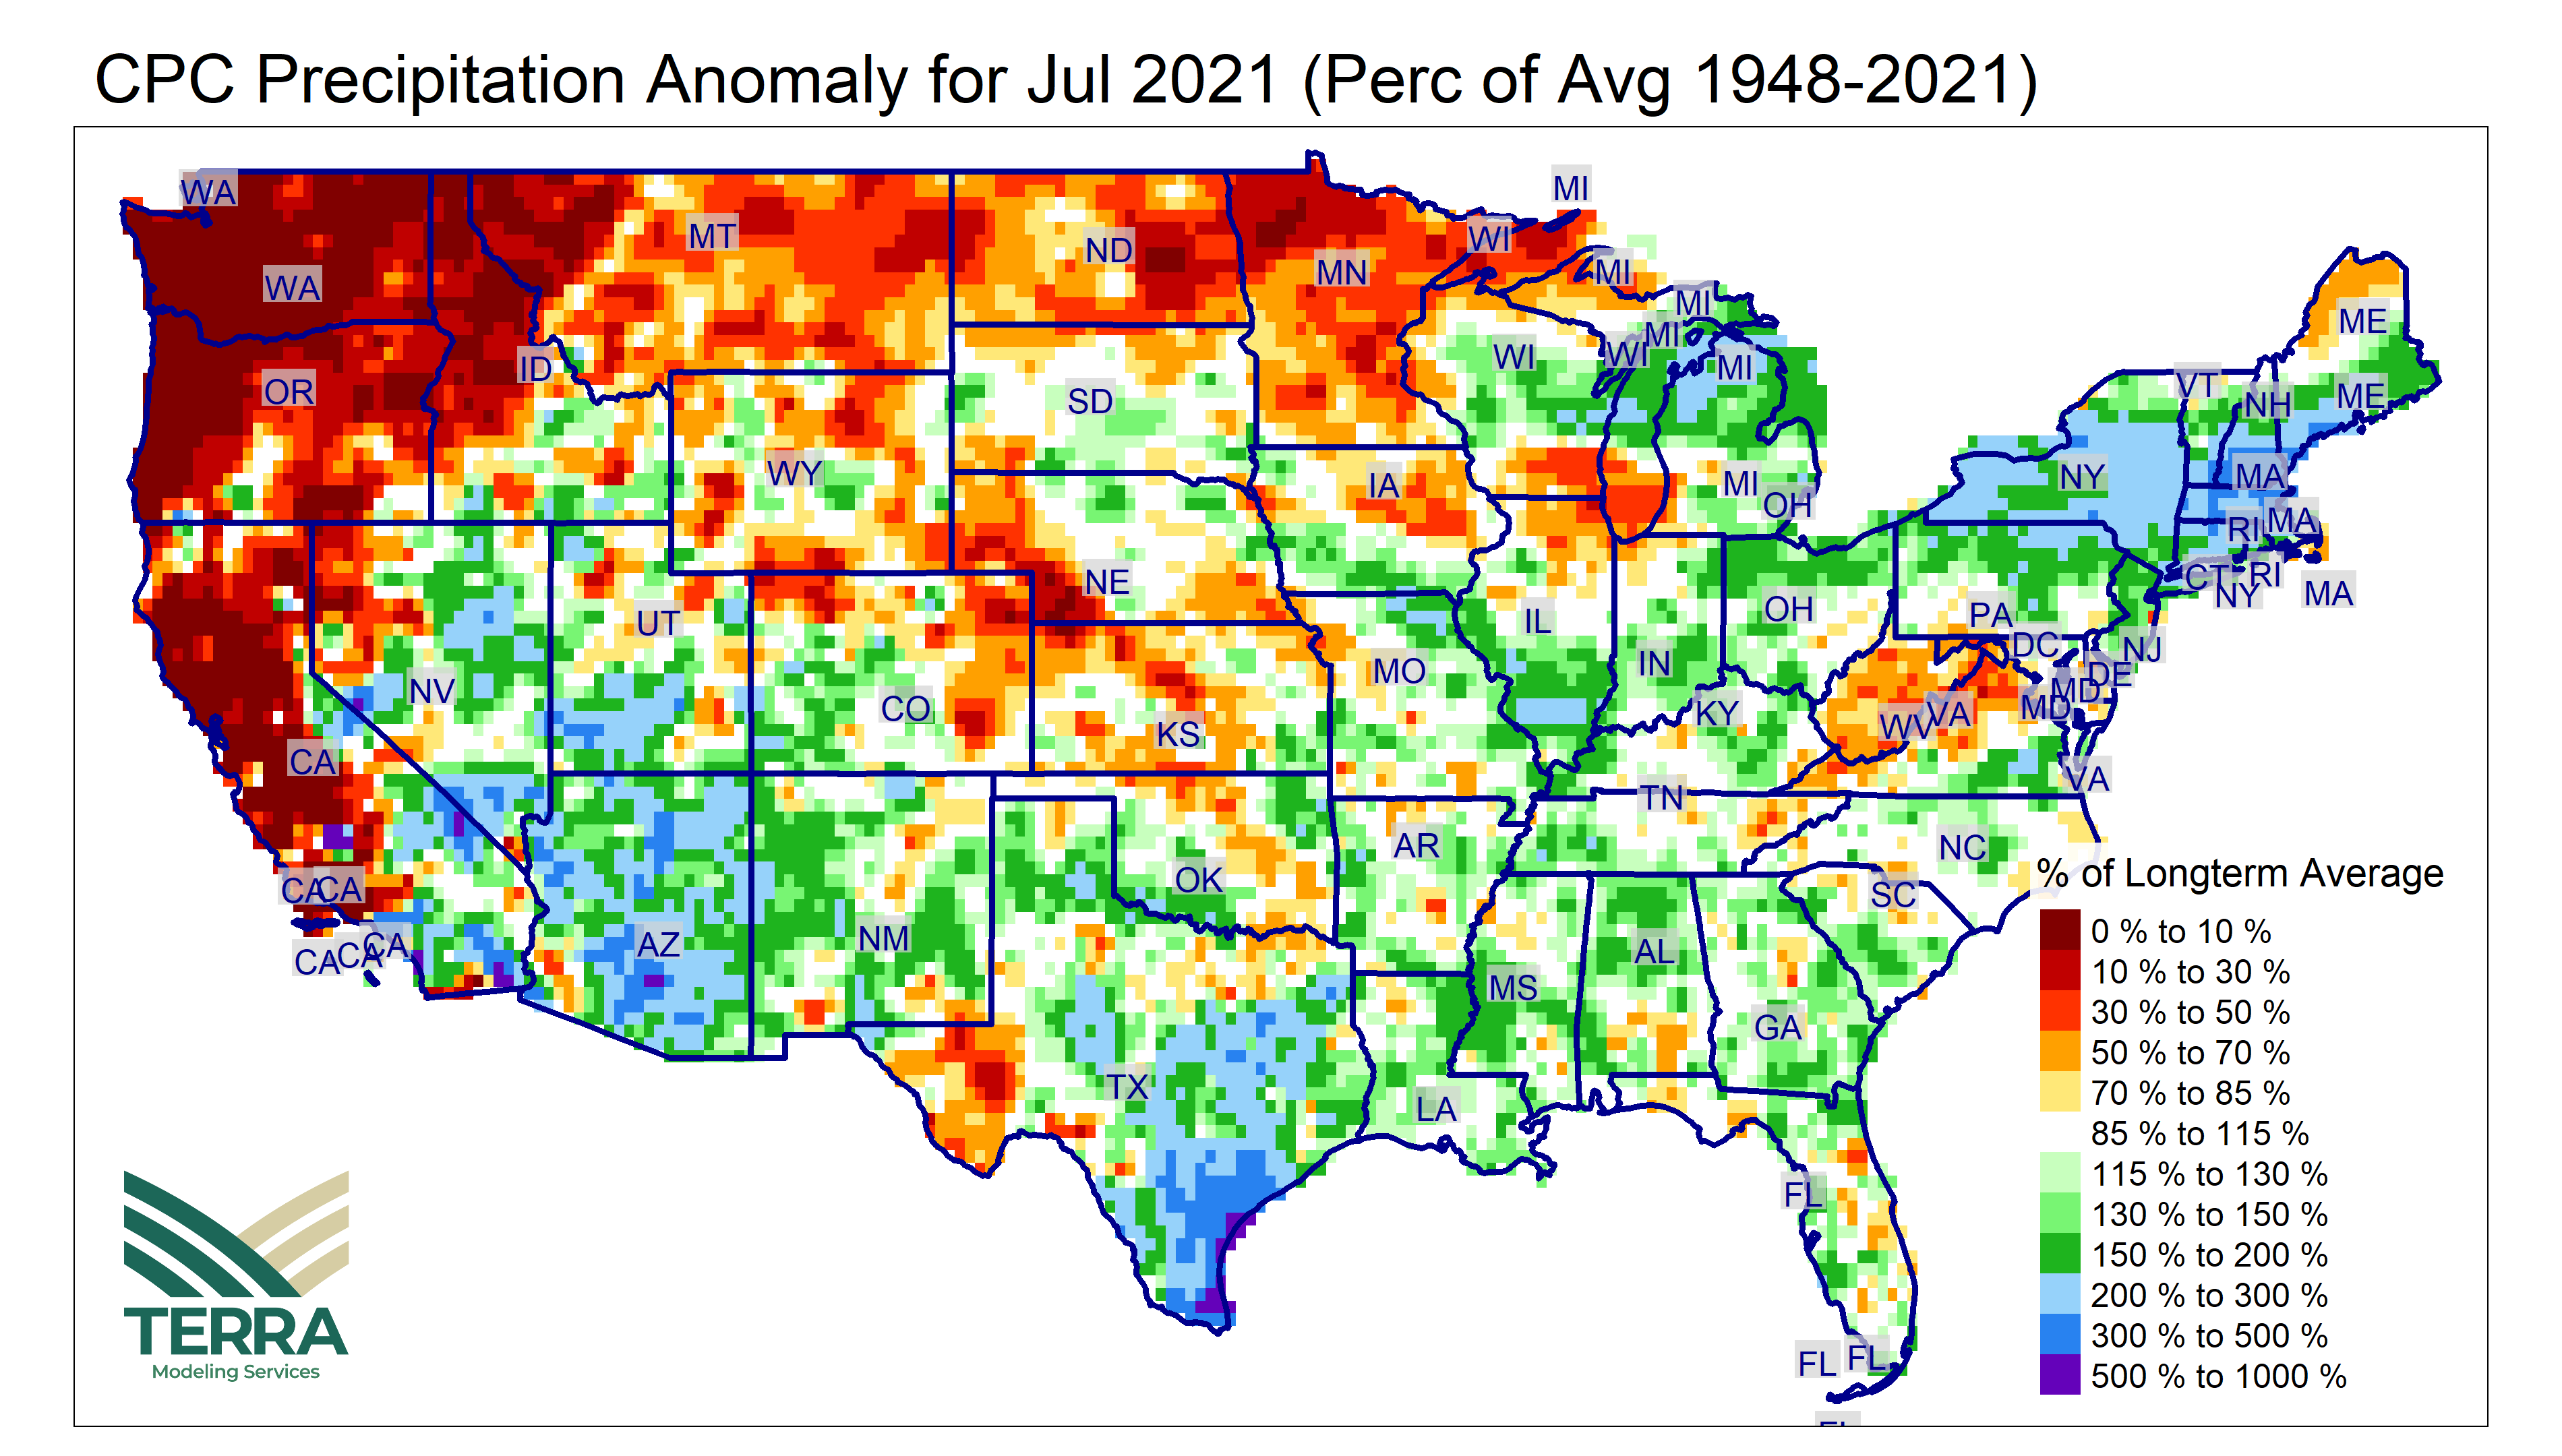 CPC Precipitation Anomaly for Jul 2021 (Perc of Avg 1948-2021)
MI
WA
MT
WI
ND
MN
MI
WA
MI
ME
MI
WI
WI
MI
ID
VT
OR
ME
SD
NH
WY
NY
MA
IA
MI
OH
MA
RI
NE
CT
RI
NY
MA
UT
IL
OH
PA
DC
NJ
NV
MO
IN
DE
MD
CO
KS
KY
WV
VA
MD
CA
VA
TN
AR
NC
CA
CA
OK
SC
% of Longterm Average
CA
CA
CA
AZ
NM
AL
MS
GA
TX
LA
FL
FL
FL
0 % to 10 %
10 % to 30 %
30 % to 50 %
50 % to 70 %
70 % to 85 %
85 % to 115 %
115 % to 130 %
130 % to 150 %
150 % to 200 %
200 % to 300 %
300 % to 500 %
500 % to 1000 %
TERRA
Modeling Services